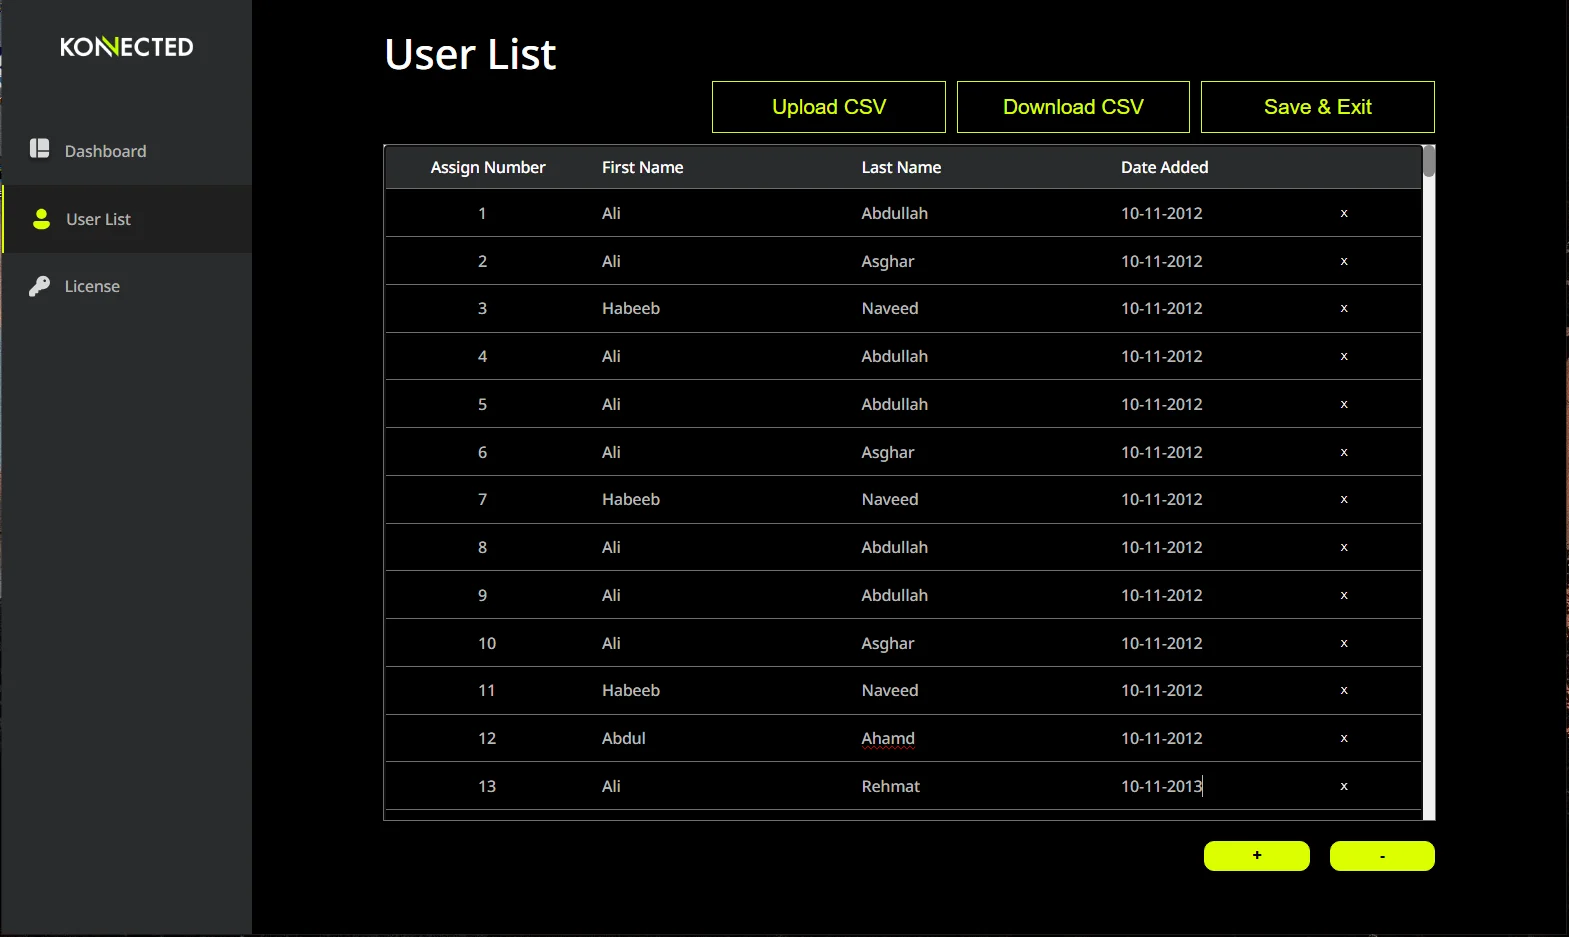 KONNECTED
User List
Upload CSV Download CSV Save & Exit
Dashboard
User List
License
Assign Number First Name Last Name Date Added
1 Ali Abdullah 10-11-2012 x
2 Ali Asghar 10-11-2012 x
3 Habeeb Naveed 10-11-2012 x
4 Ali Abdullah 10-11-2012 x
5 Ali Abdullah 10-11-2012 x
6 Ali Asghar 10-11-2012 x
7 Habeeb Naveed 10-11-2012 x
8 Ali Abdullah 10-11-2012 x
9 Ali Abdullah 10-11-2012 x
10 Ali Asghar 10-11-2012 x
11 Habeeb Naveed 10-11-2012 x
12 Abdul Ahamd 10-11-2012 x
13 Ali Rehmat 10-11-2013 x
+ -